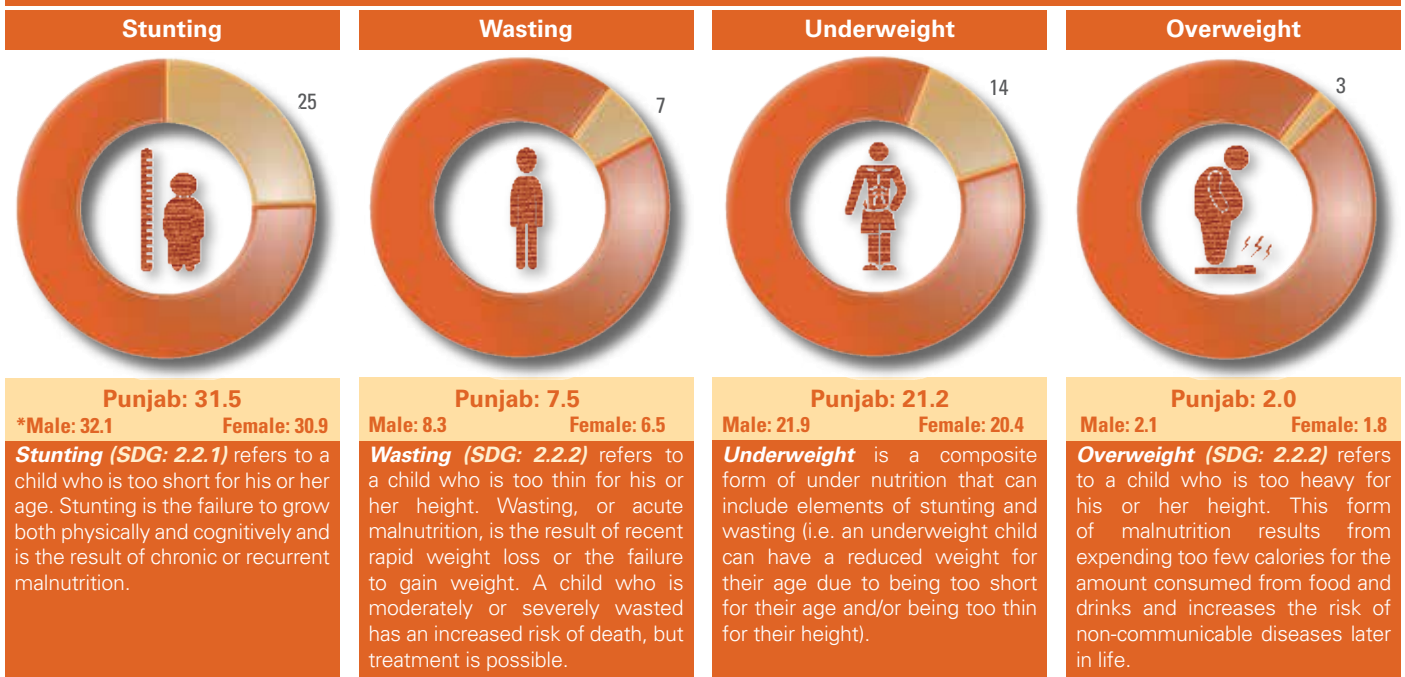 Stunting
25
Punjab: 31.5
*Male: 32.1 Female: 30.9
Stunting (SDG: 2.2.1) refers to a
child who is too short for his or her
age. Stunting is the failure to grow
both physically and cognitively and
is the result of chronic or recurrent
malnutrition.
Wasting
7
Punjab: 7.5
Male: 8.3 Female: 6.5
Wasting (SDG: 2.2.2) refers to
a child who is too thin for his or
her height. Wasting, or acute
malnutrition, is the result of recent
rapid weight loss or the failure
to gain weight. A child who is
moderately or severely wasted
has an increased risk of death, but
treatment is possible.
Underweight
14
Punjab: 21.2
Male: 21.9 Female: 20.4
Underweight is a composite
form of under nutrition that can
include elements of stunting and
wasting (i.e. an underweight child
can have a reduced weight for
their age due to being too short
for their age and/or being too thin
for their height).
Overweight
3
Punjab: 2.0
Male: 2.1 Female: 1.8
Overweight (SDG: 2.2.2) refers
to a child who is too heavy for
his or her height. This form
of malnutrition results from
expending too few calories for the
amount consumed from food and
drinks and increases the risk of
non-communicable diseases later
in life.